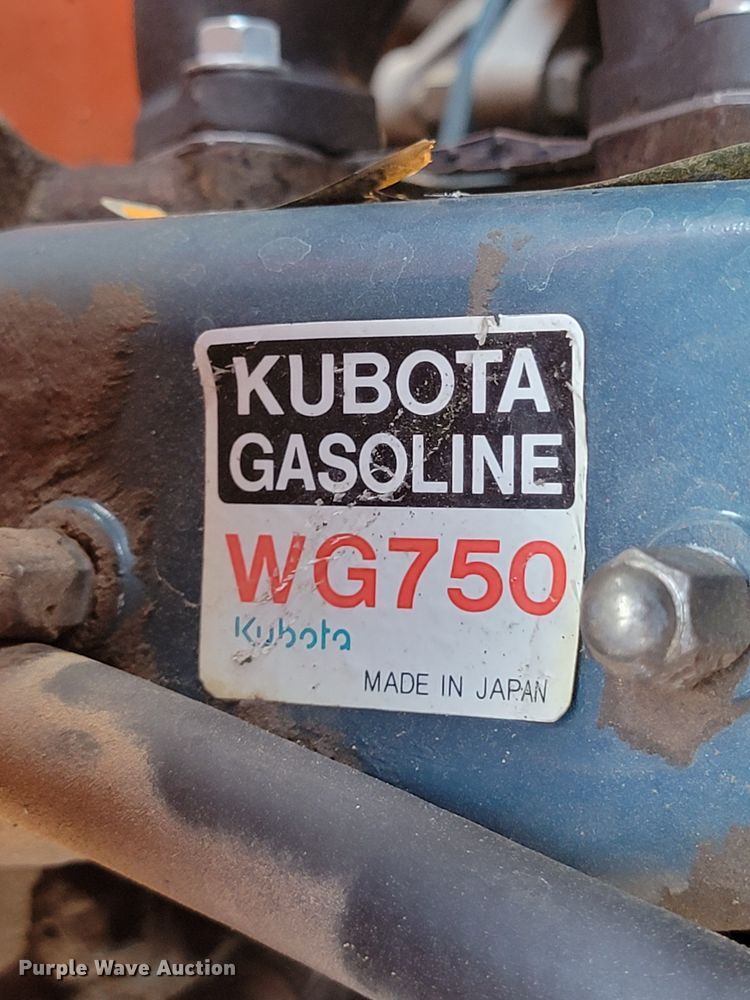 KUBOTA
GASOLINE
WG750
Kubota
MADE IN JAPAN
Purple Wave Auction